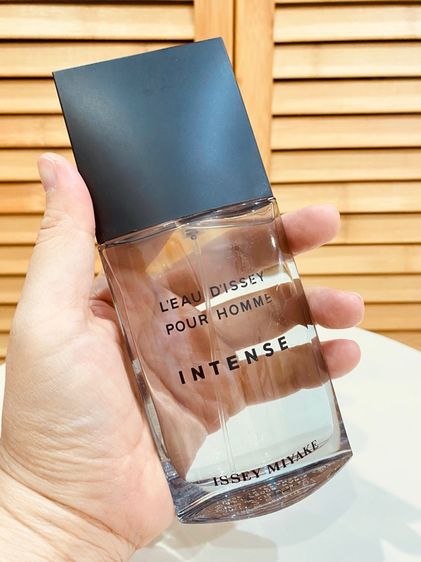 L'EAU D'ISSEY
POUR HOMME
INTENSE
ISSEY MIYAKE